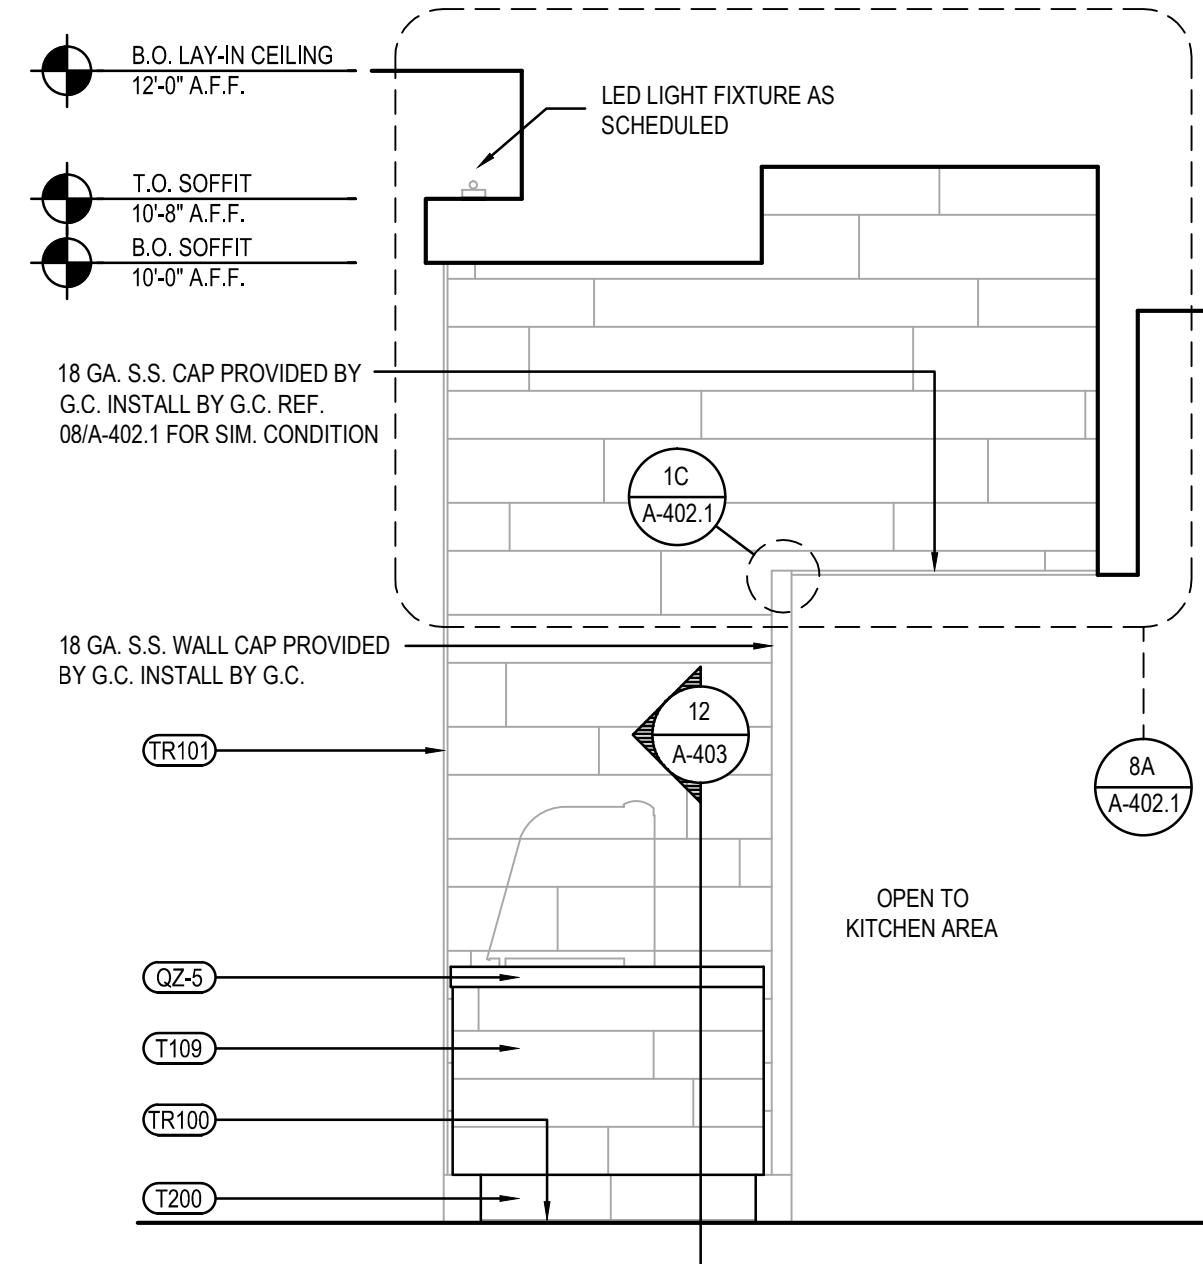 B.O. LAY-IN CEILING
12'-0" A.F.F.
LED LIGHT FIXTURE AS
SCHEDULED
T.O. SOFFIT
10'-8" A.F.F.
B.O. SOFFIT
10'-0" A.F.F.
18 GA. S.S. CAP PROVIDED BY
G.C. INSTALL BY G.C. REF.
08/A-402.1 FOR SIM. CONDITION
1C
A-402.1
18 GA. S.S. WALL CAP PROVIDED
BY G.C. INSTALL BY G.C.
12
A-403
TR101
8A
A-402.1
OPEN TO
KITCHEN AREA
QZ-5
T109
TR100
T200